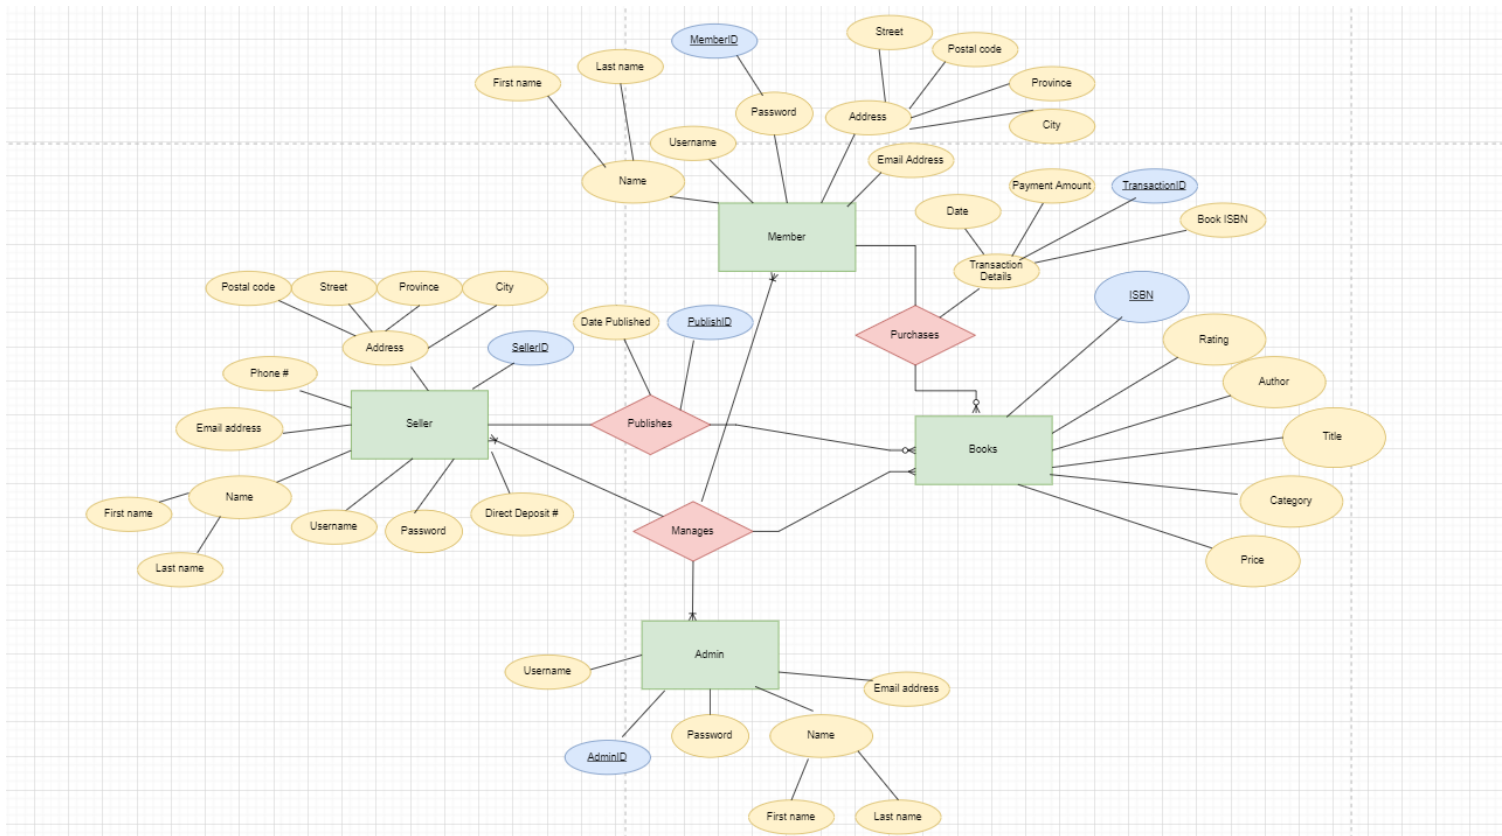 Street
MemberID
Postal code
Last name
First name
Province
Password
Address
City
Username
Email Address
Name
Payment Amount
TransactionID
Date
Book ISBN
Member
Transaction
Details
Postal code
Street
Province
City
ISBN
Date Published
PublishID
Purchases
Rating
Address
SellerID
Phone #
Author
Seller
Publishes
Email address
Title
Books
Name
Category
First name
Direct Deposit #
Username
Password
Manages
Price
Last name
Admin
Username
Email address
Password
Name
AdminID
First name
Last name